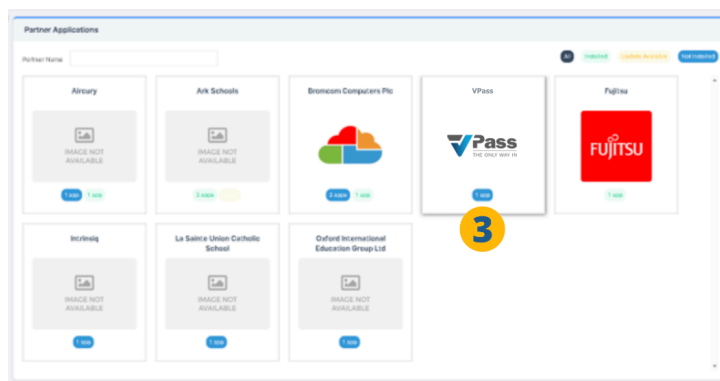 Partner Applications
Partner Name
All Installed Update Available Not Installed
Aircury
IMAGE NOT
AVAILABLE
1 app 1 app
Ark Schools
IMAGE NOT
AVAILABLE
2 apps
Bromcom Computers Plc
2 apps 1 app
VPass
VPass
THE ONLY WAY IN
1 app
3
Fujitsu
FUJITSU
1 app
Intrinsiq
IMAGE NOT
AVAILABLE
1 app
La Sainte Union Catholic
School
IMAGE NOT
AVAILABLE
1 app
Oxford International
Education Group Ltd
IMAGE NOT
AVAILABLE
1 app